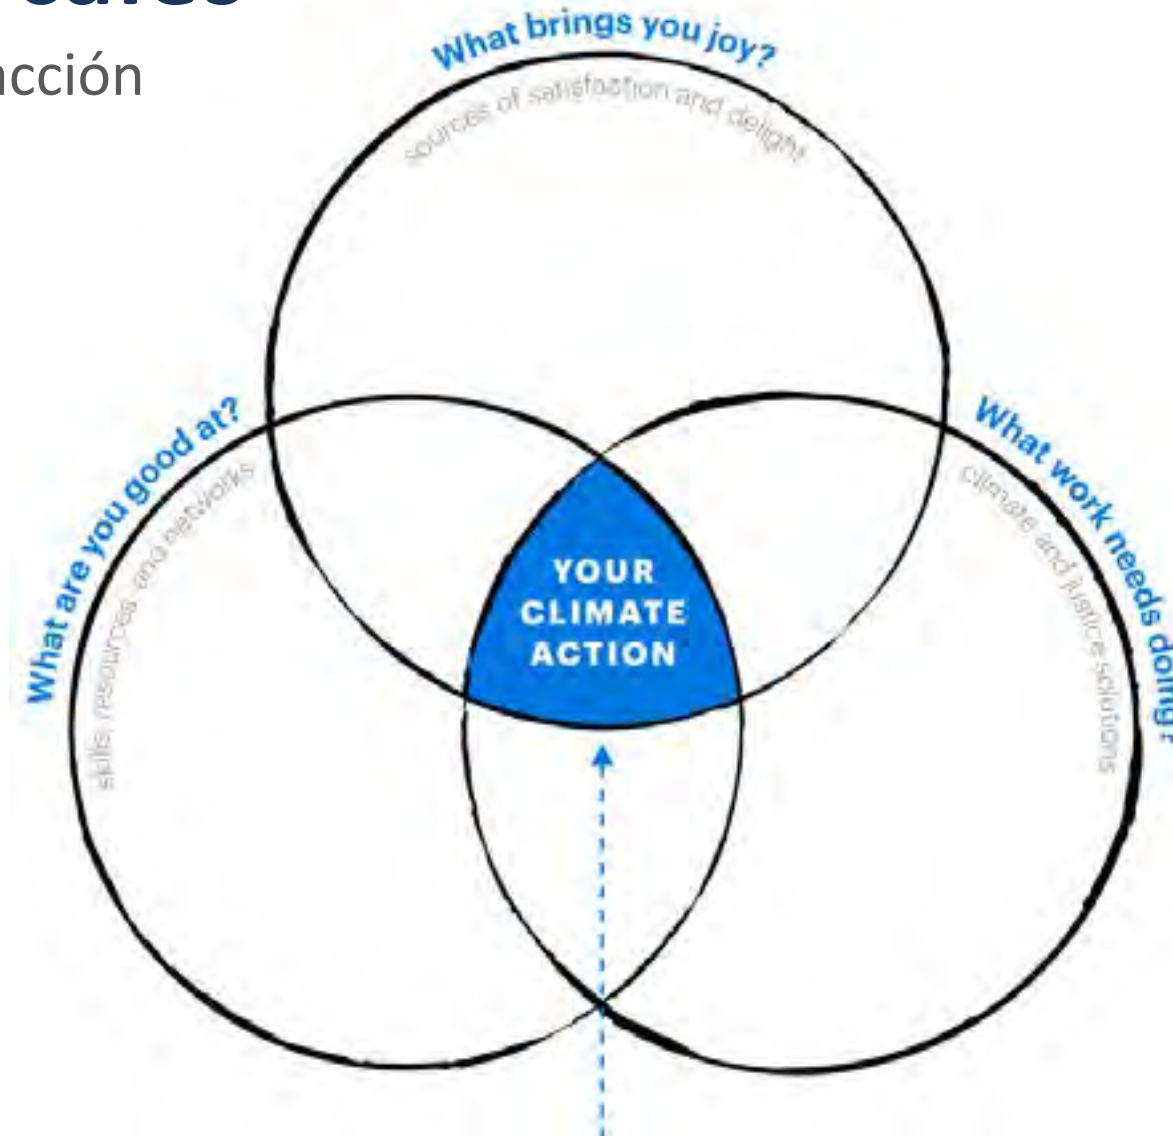 acción
What brings you joy?
sources of satisfaction and delight
What are you good at?
skills, resources and networks
What work needs doing?
climate and justice solutions
YOUR
CLIMATE
ACTION